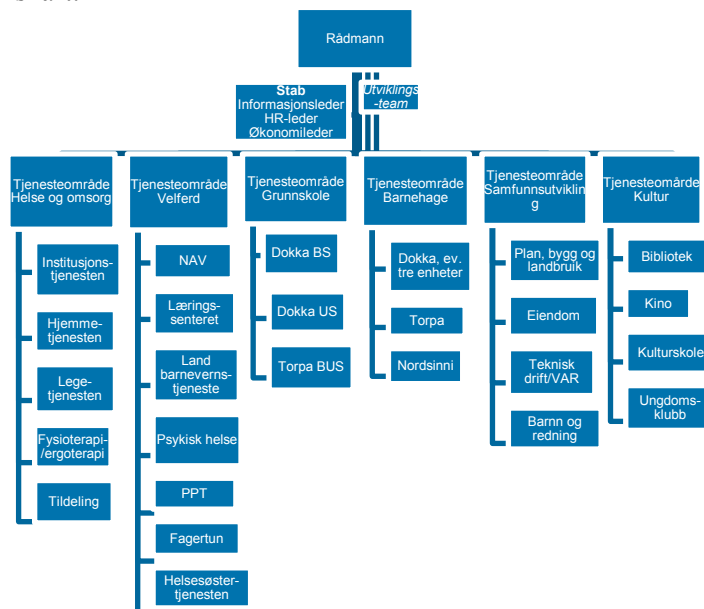 Rådmann
Stab
Informasjonsleder
HR-leder
Økonomileder
Utviklings
-team
Tjenesteområde
Helse og omsorg
Institusjons-
tjenesten
Hjemme-
tjenesten
Lege-
tjenesten
Fysioterapi-
/ergoterapi
Tildeling
Tjenesteområde
Velferd
NAV
Lærings-
senteret
Land
barneverns-
tjeneste
Psykisk helse
PPT
Fagertun
Helsesøster-
tjenesten
Tjenesteområde
Grunnskole
Dokka BS
Dokka US
Torpa BUS
Tjenesteområde
Barnehage
Dokka, ev.
tre enheter
Torpa
Nordsinni
Tjenesteområde
Samfunnsutviklin
g
Plan, bygg og
landbruik
Eiendom
Teknisk
drift/VAR
Barnn og
redning
Tjenesteomårde
Kultur
Bibliotek
Kino
Kulturskole
Ungdoms-
klubb